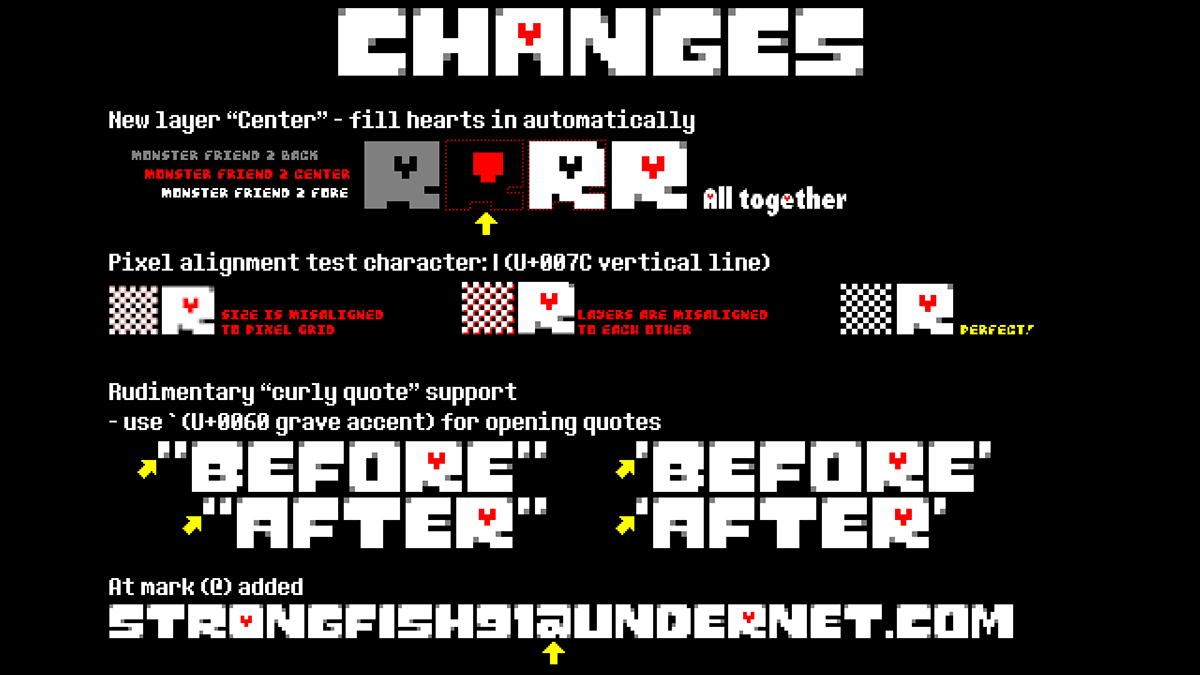 CHANGES
New layer “Center” - fill hearts in automatically
MONSTER FRIEND 2 BACK
MONSTER FRIEND 2 CENTER
MONSTER FRIEND 2 FORE
R R R R
All together
Pixel alignment test character:|(U+007C vertical line)
R SIZE IS MISALIGNED
TO PIXEL GRID
R LAYERS ARE MISALIGNED
TO EACH OTHER
R PERFECT!
Rudimentary “curly quote” support
- use `(U+0060 grave accent) for opening quotes
"BEFORE" 'BEFORE'
“AFTER” ‘AFTER’
At mark (@) added
STRONGFISH91@UNDERNET.COM